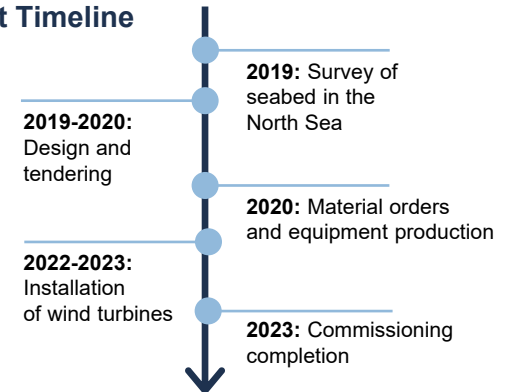 t Timeline
2019: Survey of
seabed in the
North Sea
2019-2020:
Design and
tendering
2020: Material orders
and equipment production
2022-2023:
Installation
of wind turbines
2023: Commissioning
completion